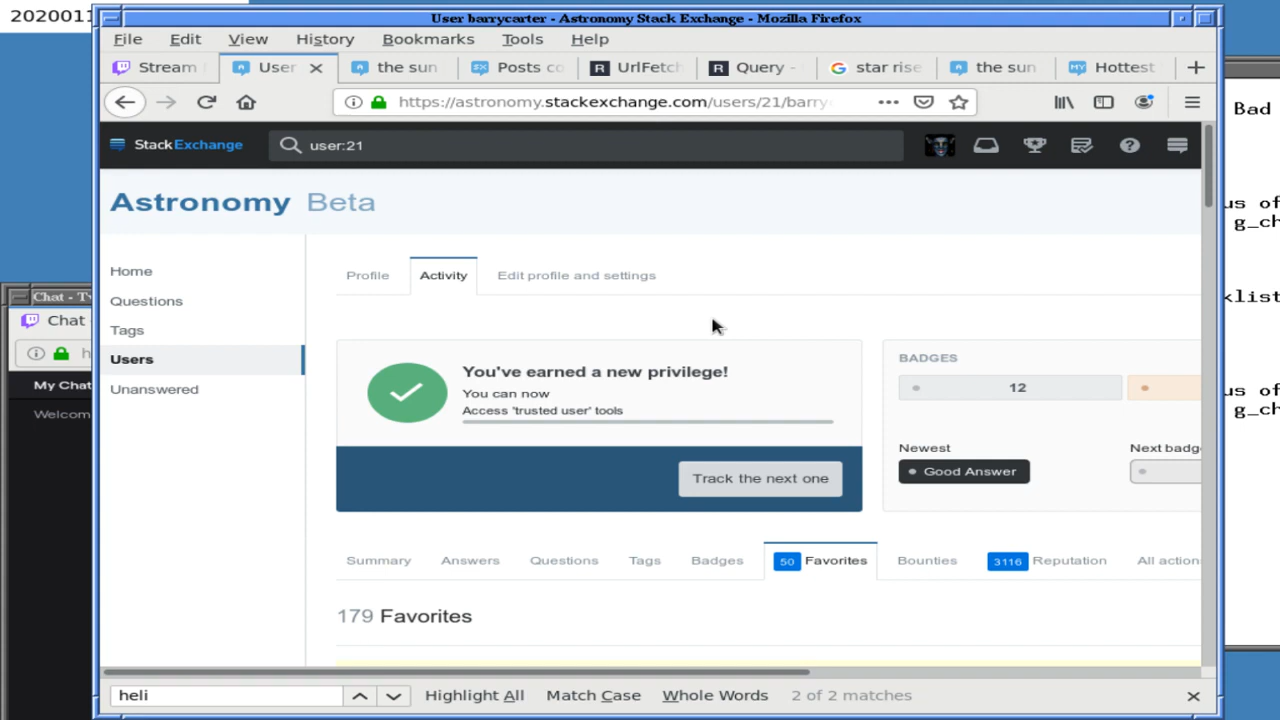 2020011
User barrycarter - Astronomy Stack Exchange - Mozilla Firefox
File Edit View History Bookmarks Tools Help
Stream User the sun Posts co UrlFetch Query - star rise the sun Hottest
https://astronomy.stackexchange.com/users/21/barry
StackExchange user:21
Astronomy Beta
Home
Questions
Tags
Users
Unanswered
Profile Activity Edit profile and settings
You've earned a new privilege!
You can now
Access 'trusted user' tools
Track the next one
BADGES
12
Newest Next badg
Good Answer
Summary Answers Questions Tags Badges 50 Favorites Bounties 3116 Reputation All action
179 Favorites
heli Highlight All Match Case Whole Words 2 of 2 matches
Chat - Tw
Chat
My Chat
Welcom
Bad
us of
g_ch
klist
us of
g_ch